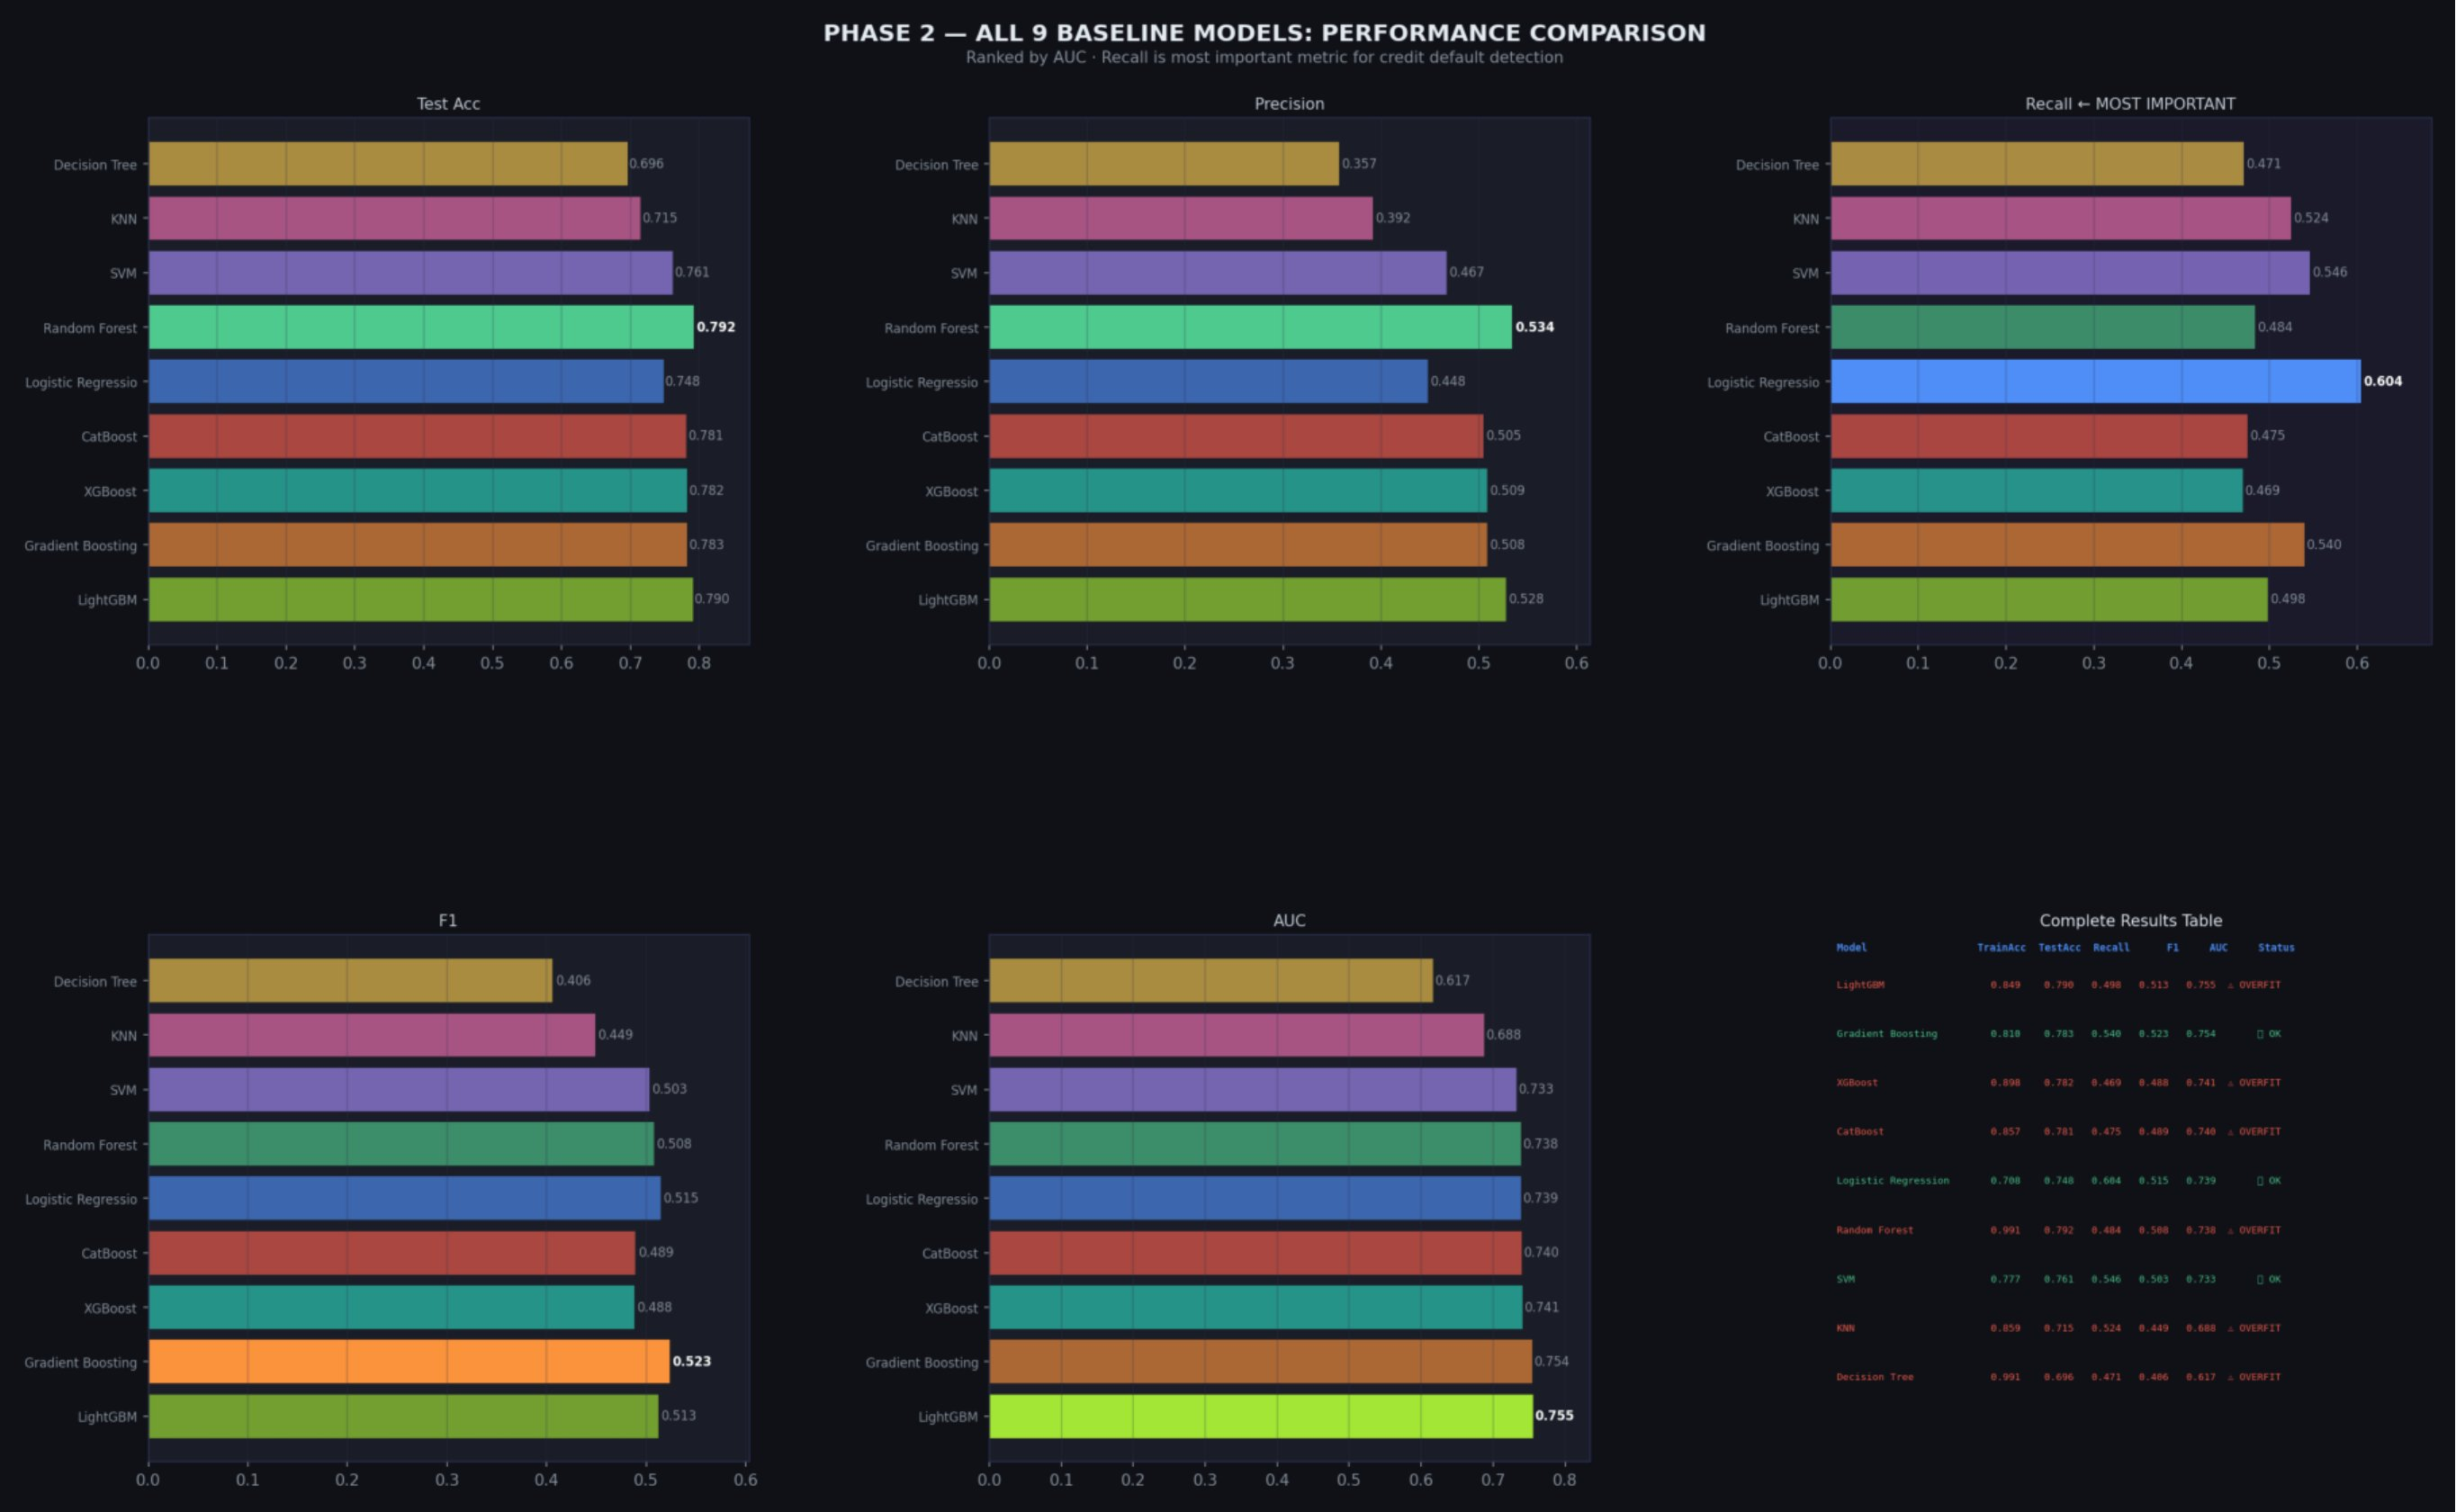 PHASE 2 — ALL 9 BASELINE MODELS: PERFORMANCE COMPARISON
Ranked by AUC · Recall is most important metric for credit default detection
Test Acc
Decision Tree 0.696
KNN 0.715
SVM 0.761
Random Forest 0.792
Logistic Regressio 0.748
CatBoost 0.781
XGBoost 0.782
Gradient Boosting 0.783
LightGBM 0.790
0.0 0.1 0.2 0.3 0.4 0.5 0.6 0.7 0.8
Precision
Decision Tree 0.357
KNN 0.392
SVM 0.467
Random Forest 0.534
Logistic Regressio 0.448
CatBoost 0.505
XGBoost 0.509
Gradient Boosting 0.508
LightGBM 0.528
0.0 0.1 0.2 0.3 0.4 0.5 0.6
Recall ← MOST IMPORTANT
Decision Tree 0.471
KNN 0.524
SVM 0.546
Random Forest 0.484
Logistic Regressio 0.604
CatBoost 0.475
XGBoost 0.469
Gradient Boosting 0.540
LightGBM 0.498
0.0 0.1 0.2 0.3 0.4 0.5 0.6
F1
Decision Tree 0.406
KNN 0.449
SVM 0.503
Random Forest 0.508
Logistic Regressio 0.515
CatBoost 0.489
XGBoost 0.488
Gradient Boosting 0.523
LightGBM 0.513
0.0 0.1 0.2 0.3 0.4 0.5 0.6
AUC
Decision Tree 0.617
KNN 0.688
SVM 0.733
Random Forest 0.738
Logistic Regressio 0.739
CatBoost 0.740
XGBoost 0.741
Gradient Boosting 0.754
LightGBM 0.755
0.0 0.1 0.2 0.3 0.4 0.5 0.6 0.7 0.8
Complete Results Table
Model TrainAcc TestAcc Recall F1 AUC Status
LightGBM 0.849 0.790 0.498 0.513 0.755 ⚠ OVERFIT
Gradient Boosting 0.810 0.783 0.540 0.523 0.754 OK
XGBoost 0.898 0.782 0.469 0.488 0.741 ⚠ OVERFIT
CatBoost 0.857 0.781 0.475 0.489 0.740 ⚠ OVERFIT
Logistic Regression 0.708 0.748 0.604 0.515 0.739 OK
Random Forest 0.991 0.792 0.484 0.508 0.738 ⚠ OVERFIT
SVM 0.777 0.761 0.546 0.503 0.733 OK
KNN 0.859 0.715 0.524 0.449 0.688 ⚠ OVERFIT
Decision Tree 0.991 0.696 0.471 0.406 0.617 ⚠ OVERFIT